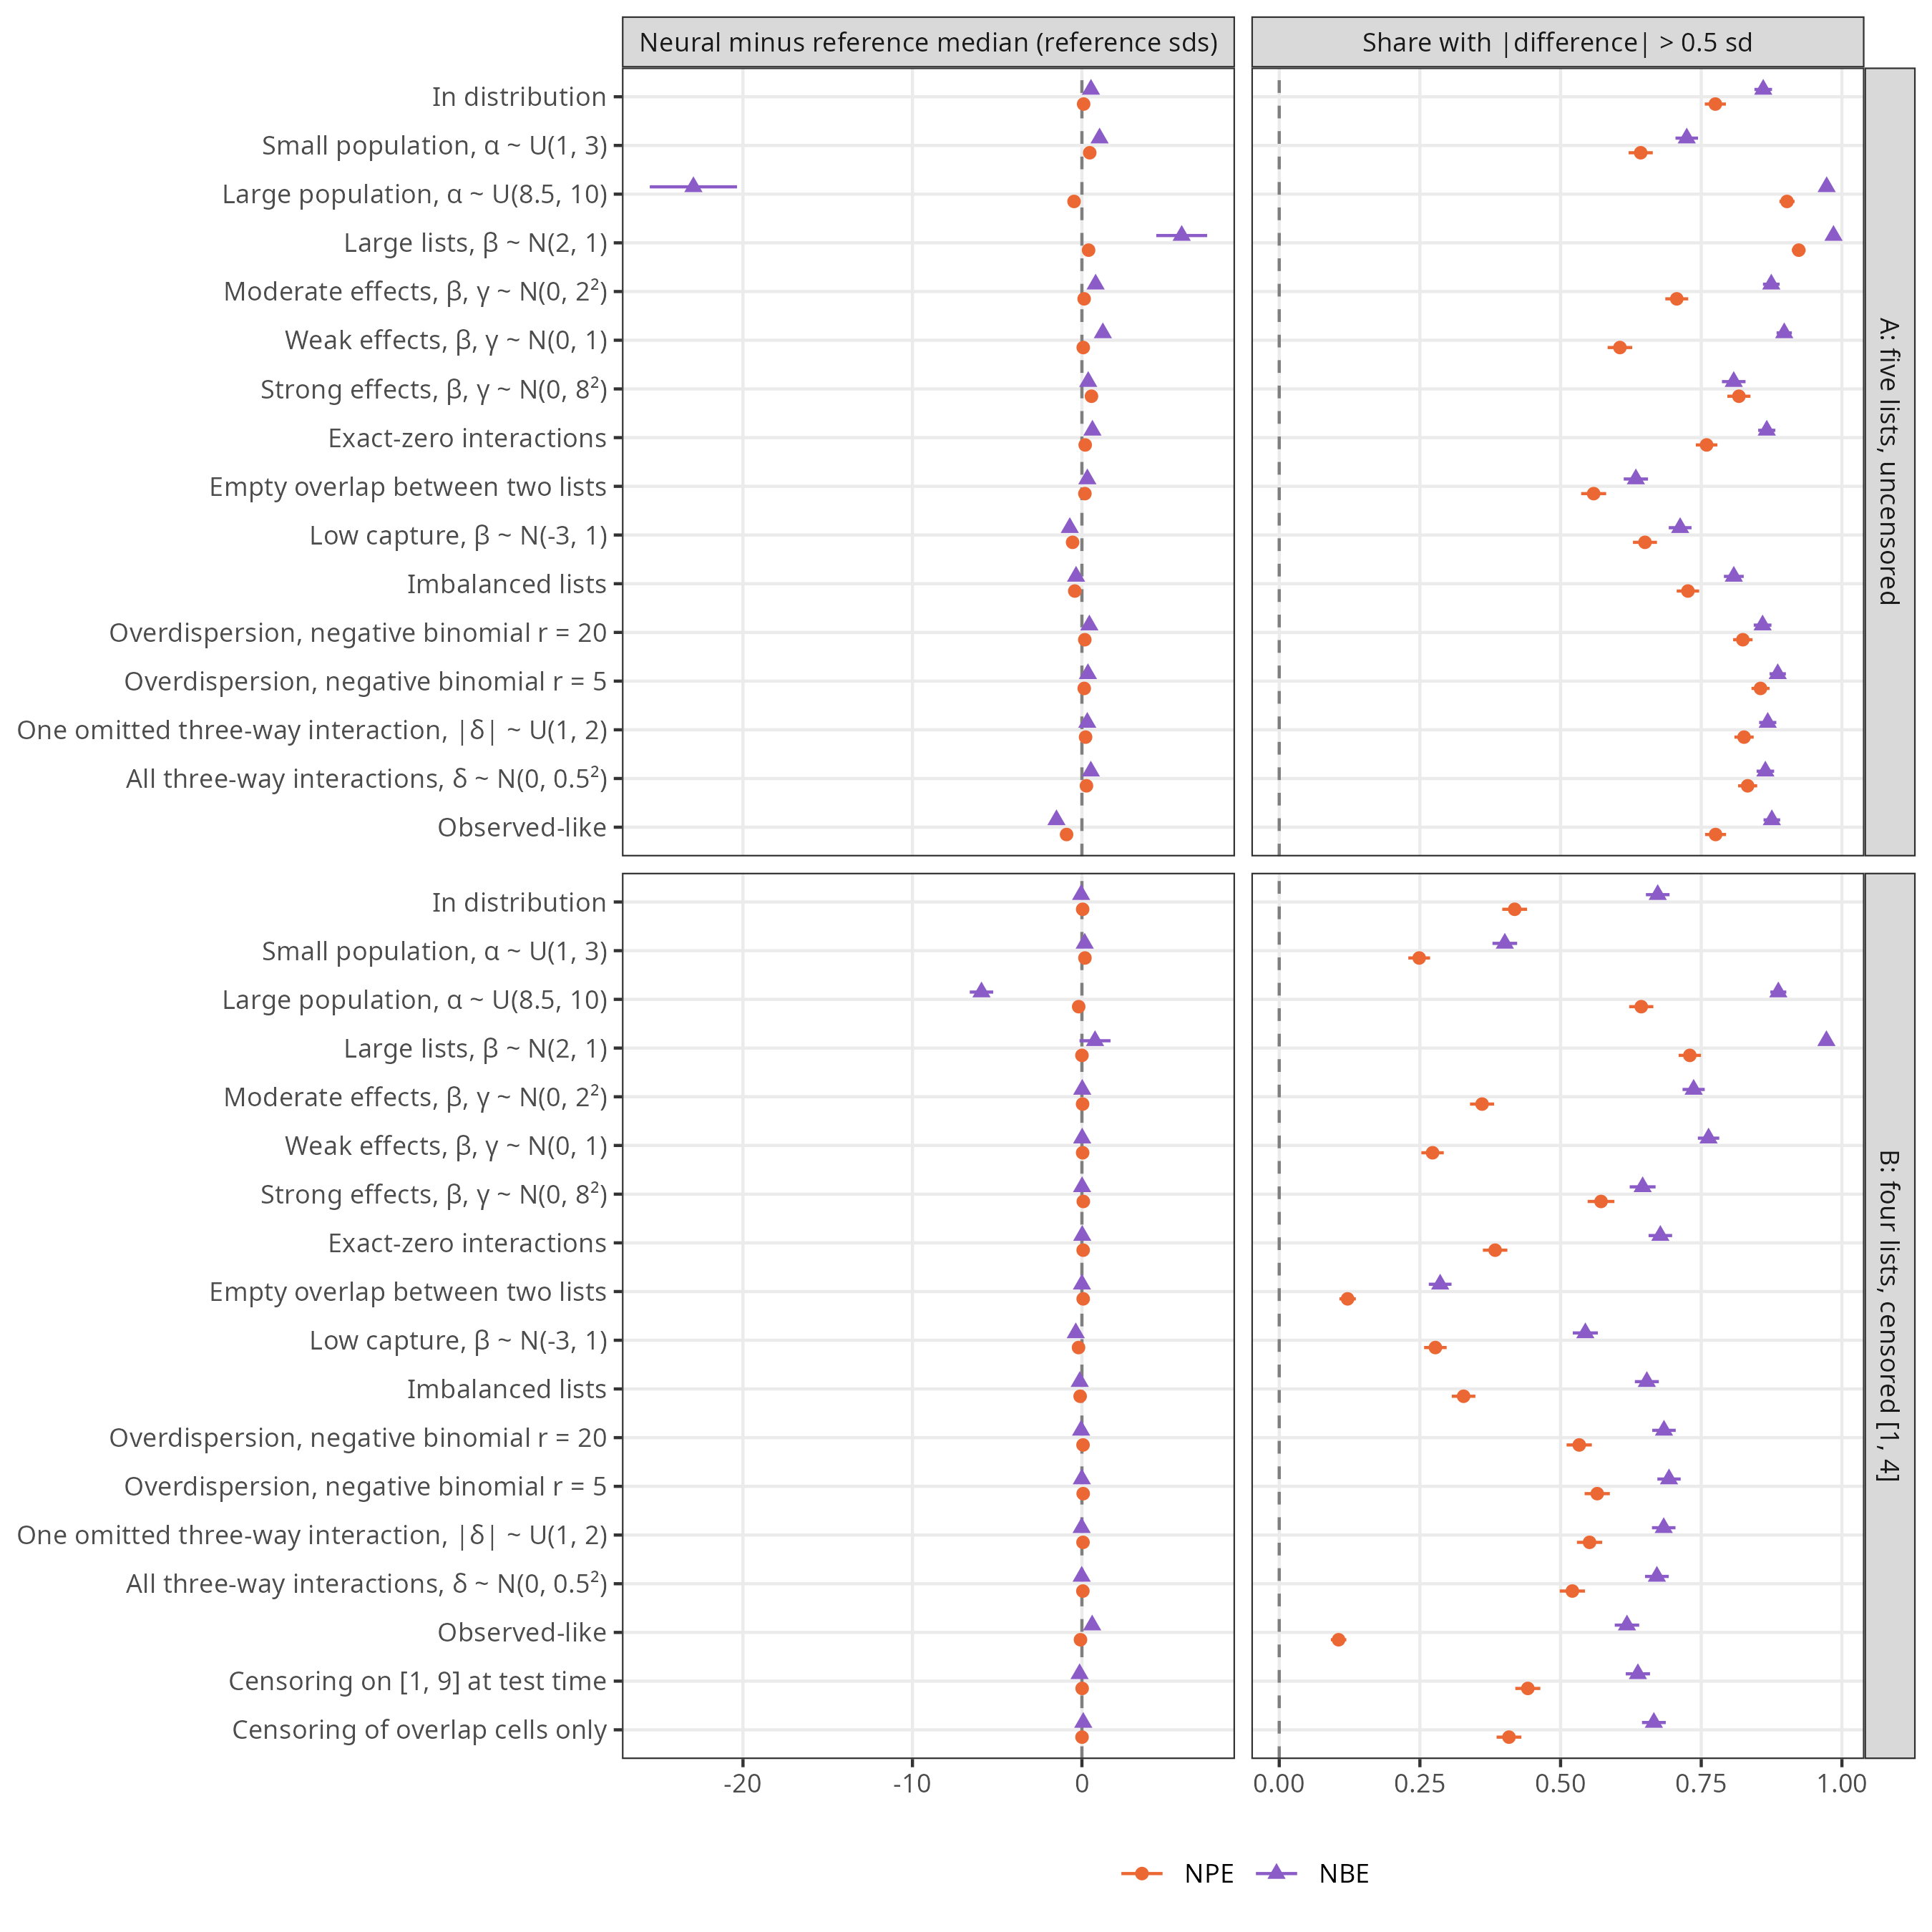 Neural minus reference median (reference sds)
Share with |difference| > 0.5 sd
In distribution
Small population, α ~ U(1, 3)
Large population, α ~ U(8.5, 10)
Large lists, β ~ N(2, 1)
Moderate effects, β, γ ~ N(0, 2²)
Weak effects, β, γ ~ N(0, 1)
Strong effects, β, γ ~ N(0, 8²)
Exact-zero interactions
Empty overlap between two lists
Low capture, β ~ N(-3, 1)
Imbalanced lists
Overdispersion, negative binomial r = 20
Overdispersion, negative binomial r = 5
One omitted three-way interaction, |δ| ~ U(1, 2)
All three-way interactions, δ ~ N(0, 0.5²)
Observed-like
A: five lists, uncensored
In distribution
Small population, α ~ U(1, 3)
Large population, α ~ U(8.5, 10)
Large lists, β ~ N(2, 1)
Moderate effects, β, γ ~ N(0, 2²)
Weak effects, β, γ ~ N(0, 1)
Strong effects, β, γ ~ N(0, 8²)
Exact-zero interactions
Empty overlap between two lists
Low capture, β ~ N(-3, 1)
Imbalanced lists
Overdispersion, negative binomial r = 20
Overdispersion, negative binomial r = 5
One omitted three-way interaction, |δ| ~ U(1, 2)
All three-way interactions, δ ~ N(0, 0.5²)
Observed-like
Censoring on [1, 9] at test time
Censoring of overlap cells only
B: four lists, censored [1, 4]
-20 -10 0
0.00 0.25 0.50 0.75 1.00
NPE NBE